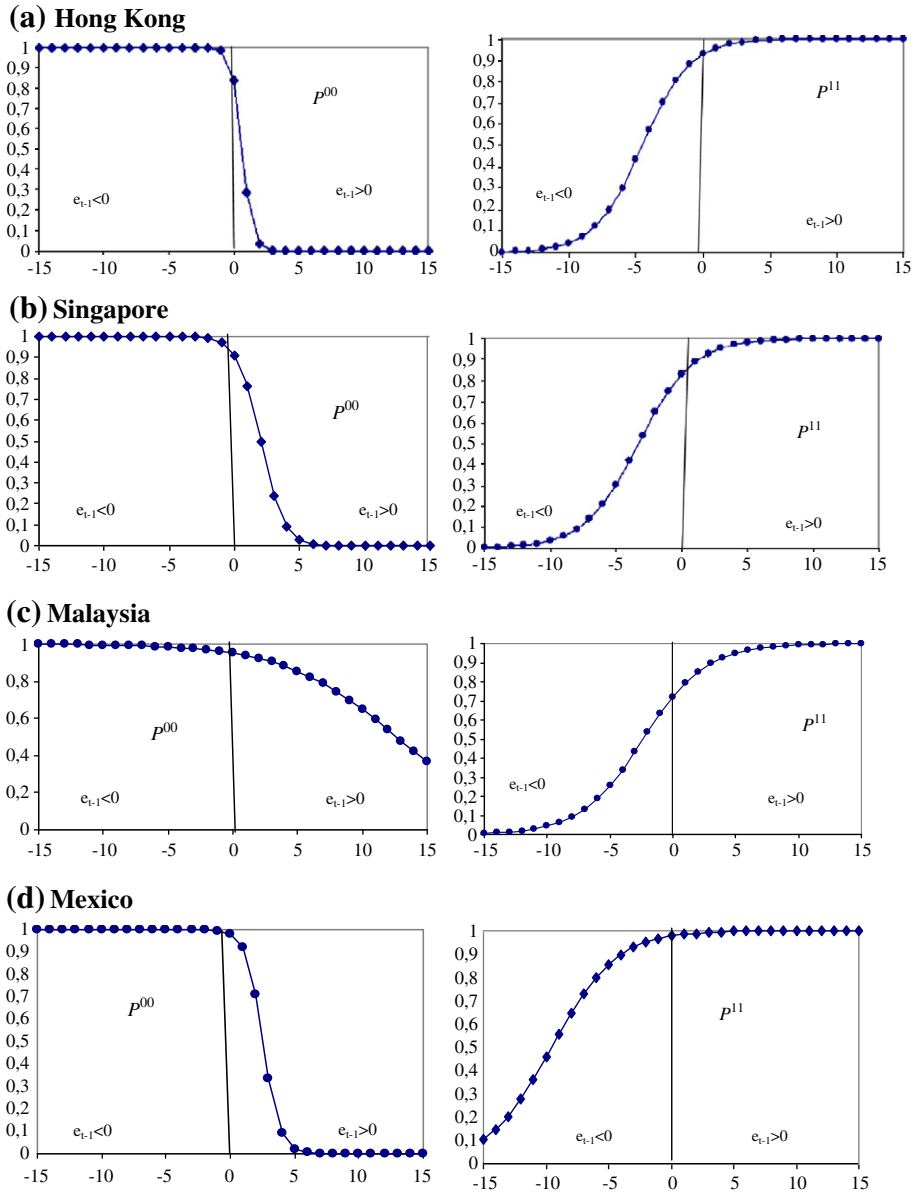 (a) Hong Kong
1
0,9
0,8
0,7
0,6
0,5
0,4
0,3
0,2
0,1
0
P00
et-1<0
et-1>0
-15 -10 -5 0 5 10 15
1
0,9
0,8
0,7
0,6
0,5
0,4
0,3
0,2
0,1
0
P11
et-1<0
et-1>0
-15 -10 -5 0 5 10 15
(b) Singapore
1
0,9
0,8
0,7
0,6
0,5
0,4
0,3
0,2
0,1
0
P00
et-1<0
et-1>0
-15 -10 -5 0 5 10 15
1
0,9
0,8
0,7
0,6
0,5
0,4
0,3
0,2
0,1
0
P11
et-1<0
et-1>0
-15 -10 -5 0 5 10 15
(c) Malaysia
1
0,8
0,6
0,4
0,2
0
P00
et-1<0
et-1>0
-15 -10 -5 0 5 10 15
1
0,9
0,8
0,7
0,6
0,5
0,4
0,3
0,2
0,1
0
P11
et-1<0
et-1>0
-15 -10 -5 0 5 10 15
(d) Mexico
1
0,9
0,8
0,7
0,6
0,5
0,4
0,3
0,2
0,1
0
P00
et-1<0
et-1>0
-15 -10 -5 0 5 10 15
1
0,9
0,8
0,7
0,6
0,5
0,4
0,3
0,2
0,1
0
P11
et-1<0
et-1>0
-15 -10 -5 0 5 10 15